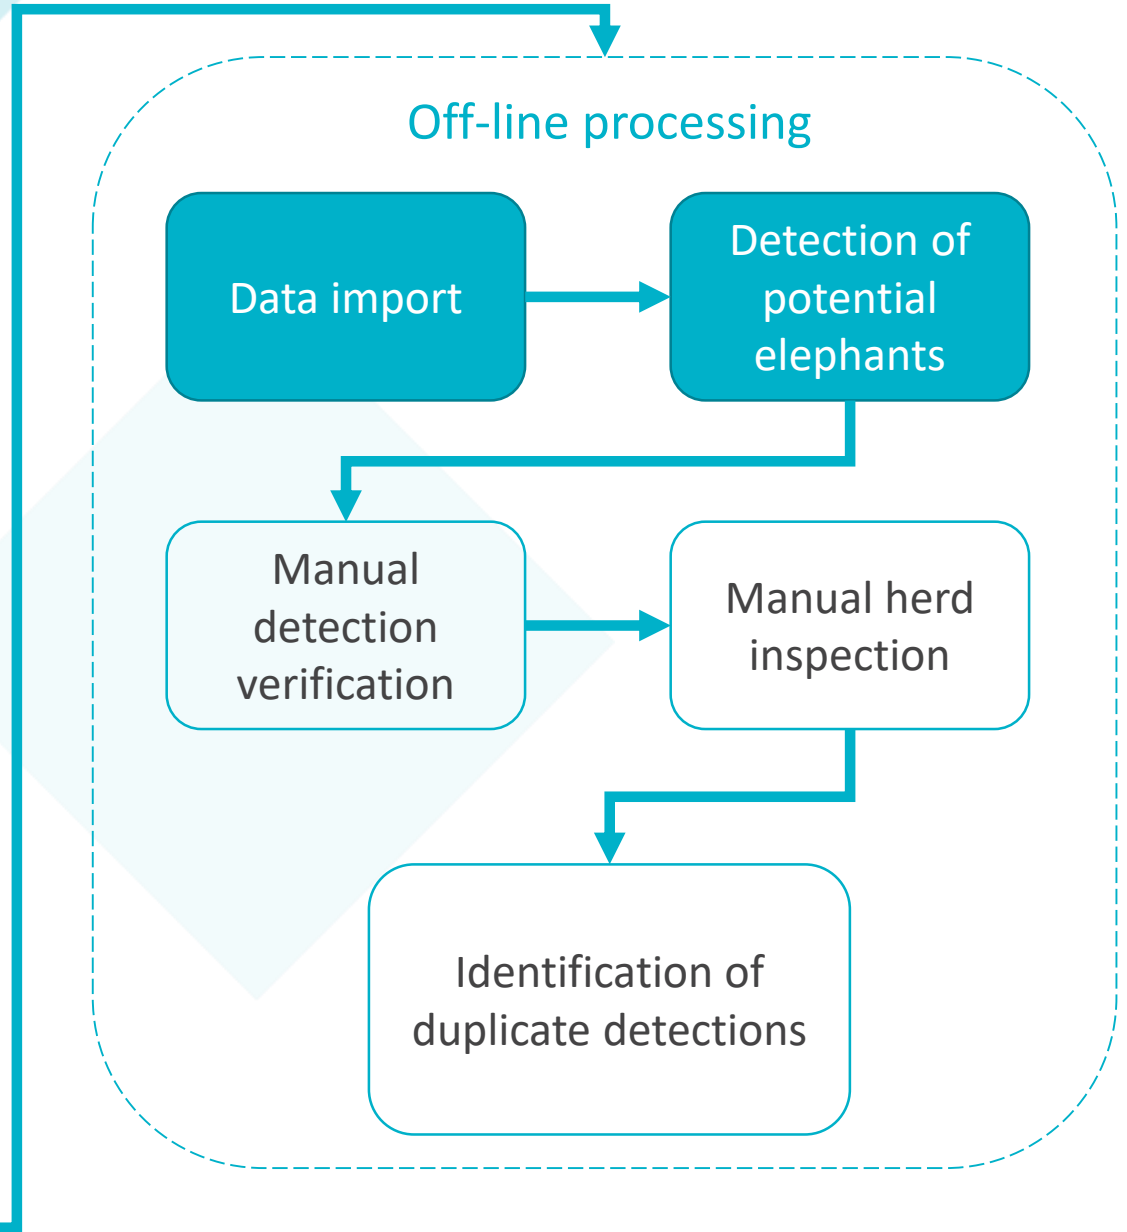 Off-line processing
Data import
Detection of
potential
elephants
Manual
detection
verification
Manual herd
inspection
Identification of
duplicate detections